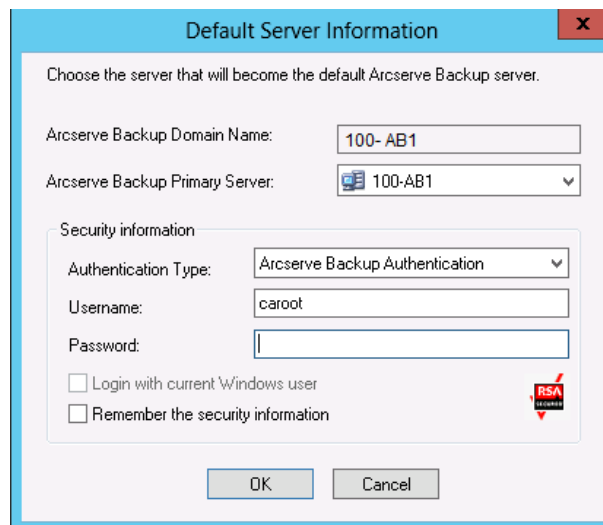 Default Server Information
x
Choose the server that will become the default Arcserve Backup server.
Arcserve Backup Domain Name: 100- AB1
Arcserve Backup Primary Server: 100-AB1
Security information
Authentication Type: Arcserve Backup Authentication
Username: caroot
Password:
Login with current Windows user
RSA
SECURED
Remember the security information
OK Cancel